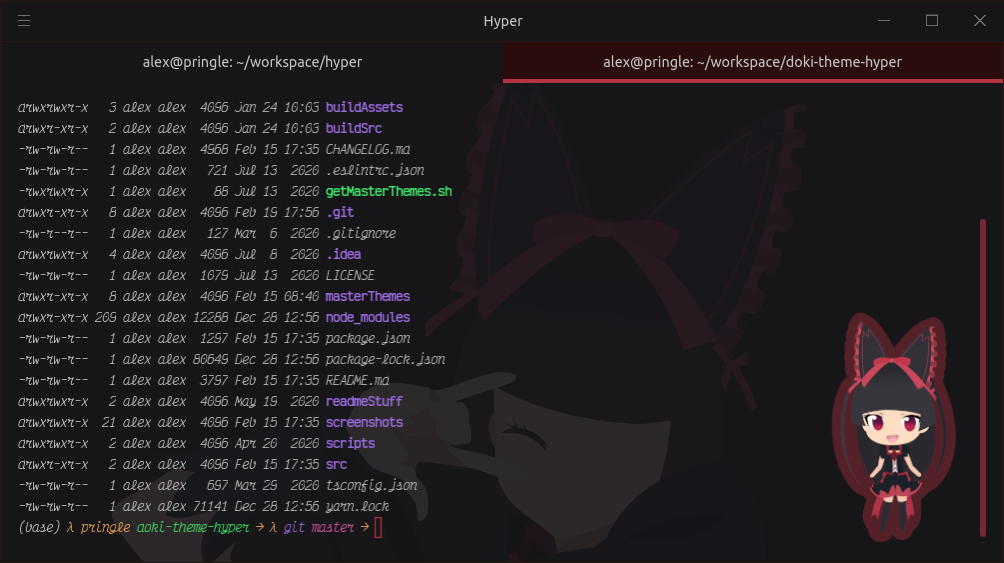 Hyper
alex@pringle: ~/workspace/hyper
alex@pringle: ~/workspace/doki-theme-hyper
drwxrwxr-x 3 alex alex 4096 Jan 24 10:03 buildAssets
drwxr-xr-x 2 alex alex 4096 Jan 24 10:03 buildSrc
-rw-rw-r-- 1 alex alex 4968 Feb 15 17:35 CHANGELOG.md
-rw-rw-r-- 1 alex alex 721 Jul 13 2020 .eslintrc.json
-rwxrwxr-x 1 alex alex 88 Jul 13 2020 getMasterThemes.sh
drwxrwxr-x 8 alex alex 4096 Feb 19 17:56 .git
-rw-r--r-- 1 alex alex 127 Mar 6 2020 .gitignore
drwxrwxr-x 4 alex alex 4096 Jul 8 2020 .idea
-rw-rw-r-- 1 alex alex 1079 Jul 13 2020 LICENSE
drwxrwxr-x 8 alex alex 4096 Feb 15 08:40 masterThemes
drwxr-xr-x 209 alex alex 12288 Dec 28 12:56 node_modules
-rw-rw-r-- 1 alex alex 1297 Feb 15 17:35 package.json
-rw-rw-r-- 1 alex alex 80649 Dec 28 12:56 package-lock.json
-rw-rw-r-- 1 alex alex 3797 Feb 15 17:35 README.md
drwxrwxr-x 2 alex alex 4096 May 19 2020 readmeStuff
drwxrwxr-x 21 alex alex 4096 Feb 15 17:35 screenshots
drwxrwxr-x 2 alex alex 4096 Apr 20 2020 scripts
drwxr-xr-x 2 alex alex 4096 Feb 15 17:35 src
-rw-rw-r-- 1 alex alex 697 Mar 29 2020 tsconfig.json
-rw-rw-r-- 1 alex alex 71141 Dec 28 12:56 yarn.lock
(base) λ pringle doki-theme-hyper → λ git master →